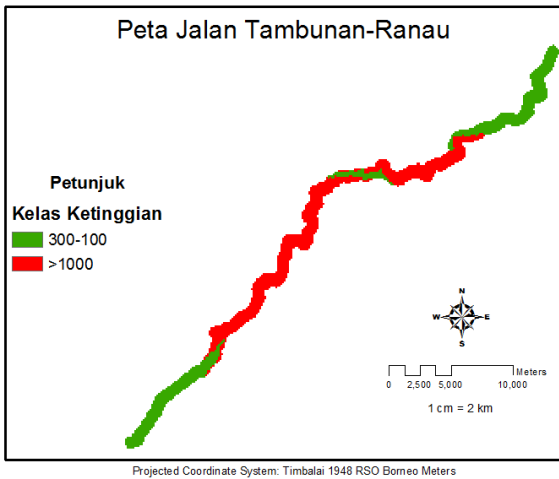 Peta Jalan Tambunan-Ranau
Petunjuk
Kelas Ketinggian
300-100
>1000
N
W E
S
Meters
0 2,500 5,000 10,000
1 cm = 2 km
Projected Coordinate System: Timbalai 1948 RSO Borneo Meters